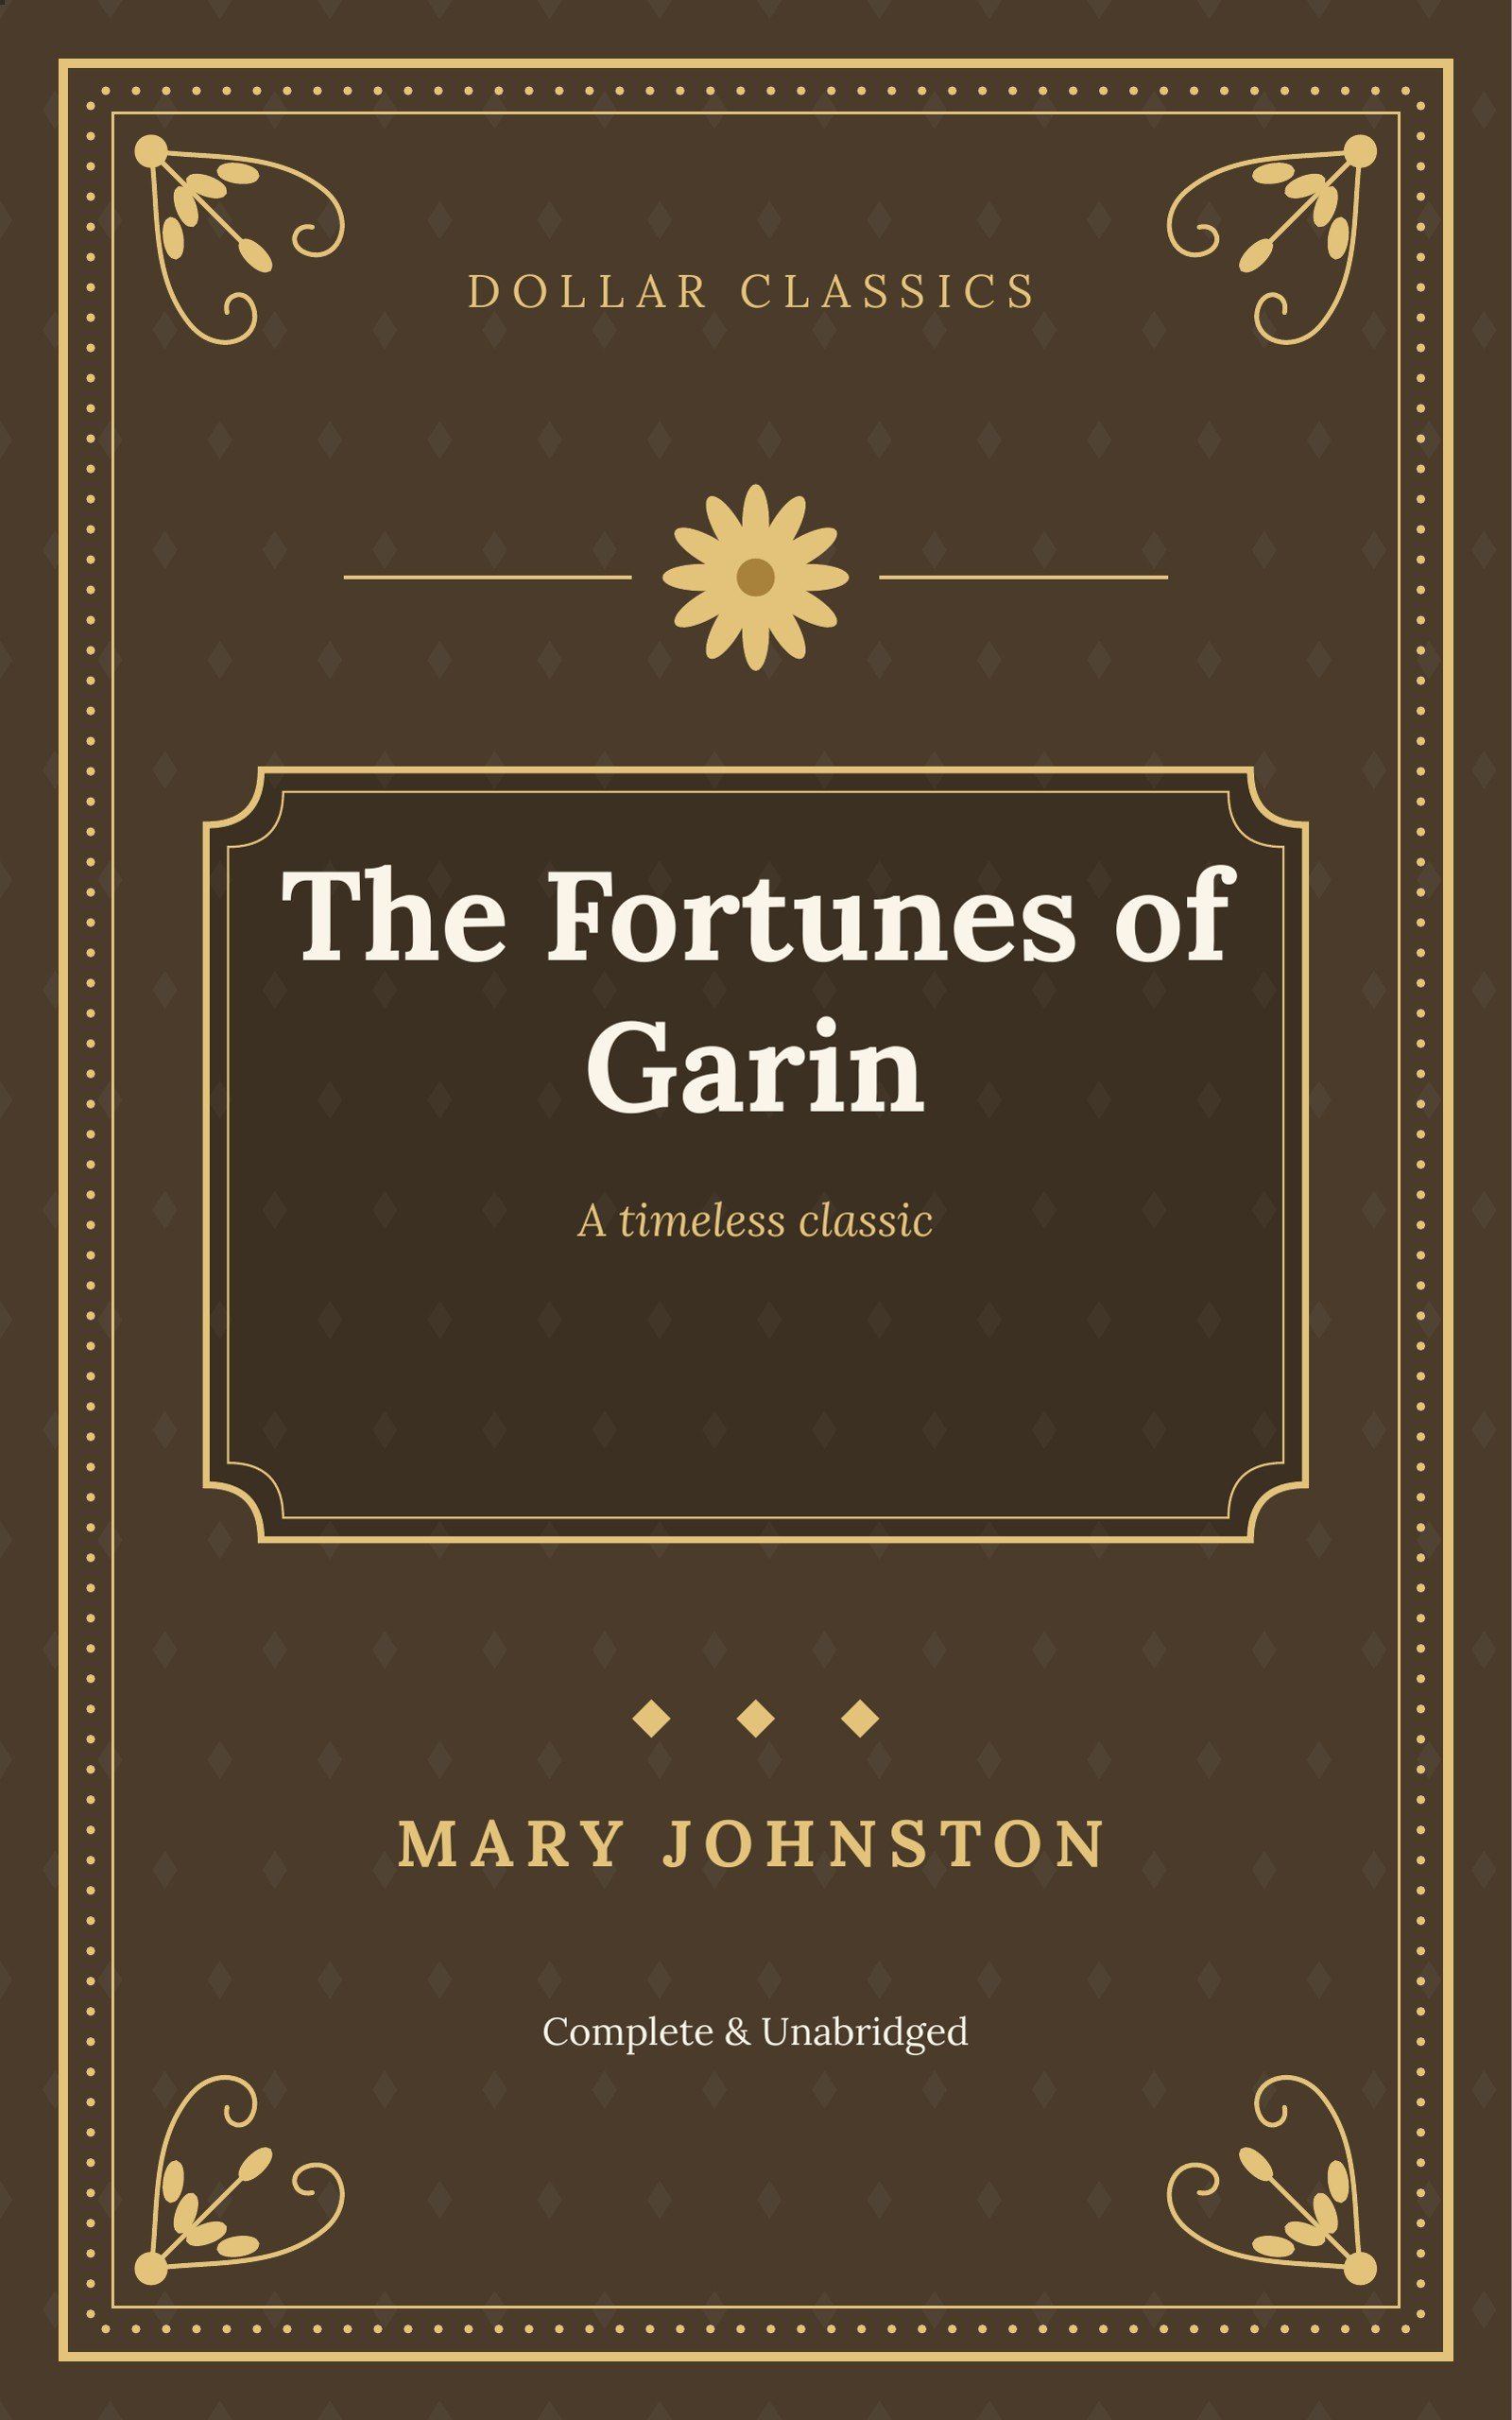 DOLLAR CLASSICS
The Fortunes of
Garin
A timeless classic
MARY JOHNSTON
Complete & Unabridged